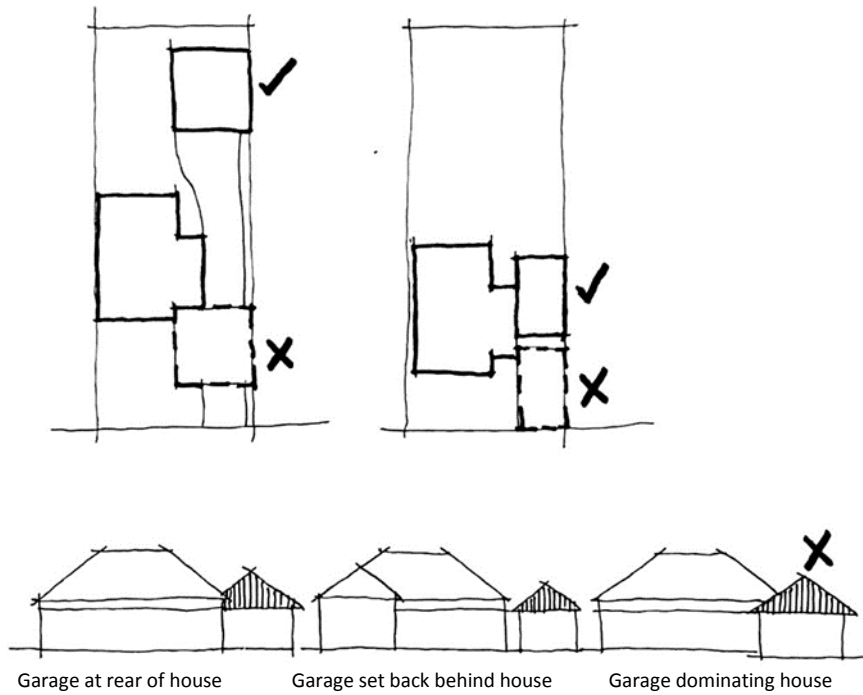 Garage at rear of house
Garage set back behind house
Garage dominating house